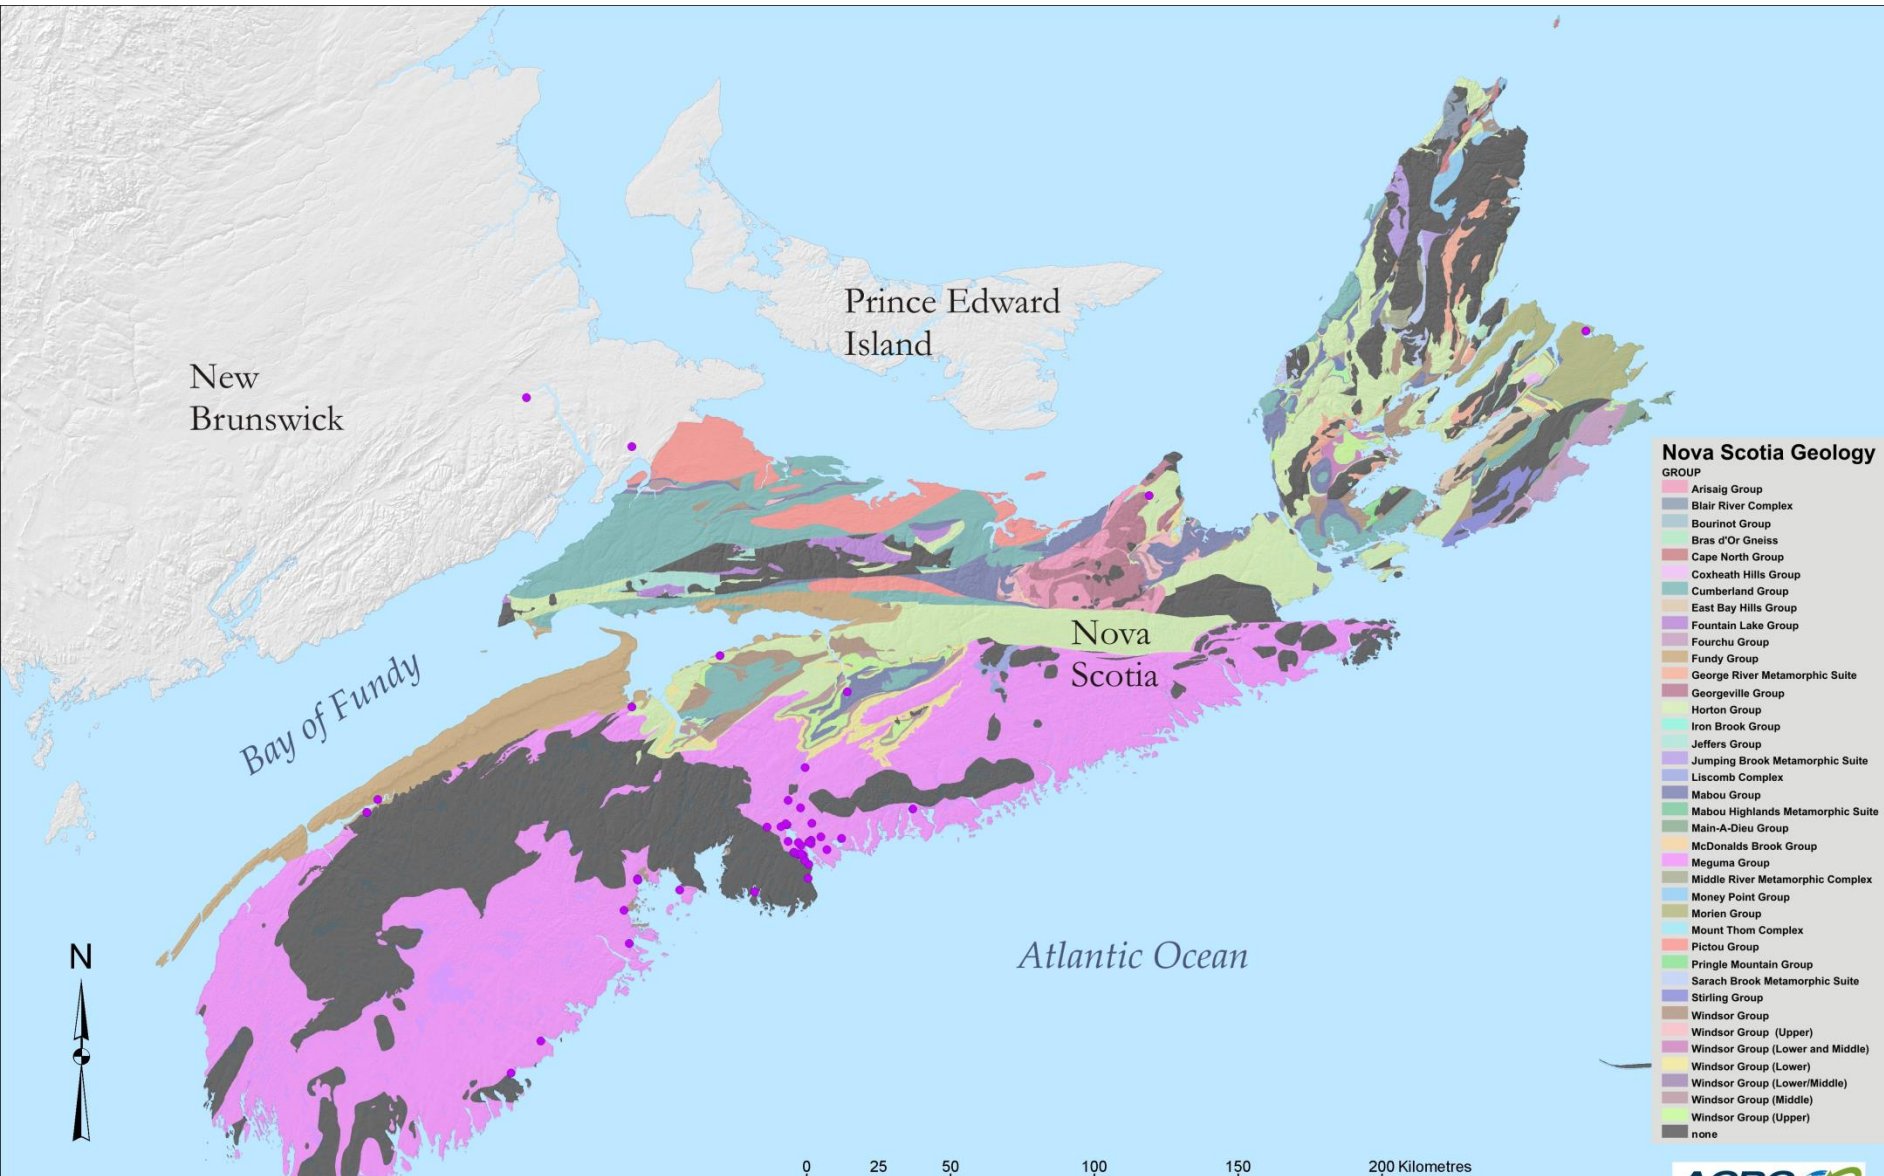 New
Brunswick
Prince Edward
Island
Nova
Scotia
Bay of Fundy
Atlantic Ocean
N
Nova Scotia Geology
GROUP
Arisaig Group
Blair River Complex
Bourinot Group
Bras d'Or Gneiss
Cape North Group
Coxheath Hills Group
Cumberland Group
East Bay Hills Group
Fountain Lake Group
Fourchu Group
Fundy Group
George River Metamorphic Suite
Georgeville Group
Horton Group
Iron Brook Group
Jeffers Group
Jumping Brook Metamorphic Suite
Liscomb Complex
Mabou Group
Mabou Highlands Metamorphic Suite
Main-A-Dieu Group
McDonalds Brook Group
Meguma Group
Middle River Metamorphic Complex
Money Point Group
Morien Group
Mount Thom Complex
Pictou Group
Pringle Mountain Group
Sarach Brook Metamorphic Suite
Stirling Group
Windsor Group
Windsor Group (Upper)
Windsor Group (Lower and Middle)
Windsor Group (Lower)
Windsor Group (Lower/Middle)
Windsor Group (Middle)
Windsor Group (Upper)
none
0 25 50 100 150 200 Kilometres